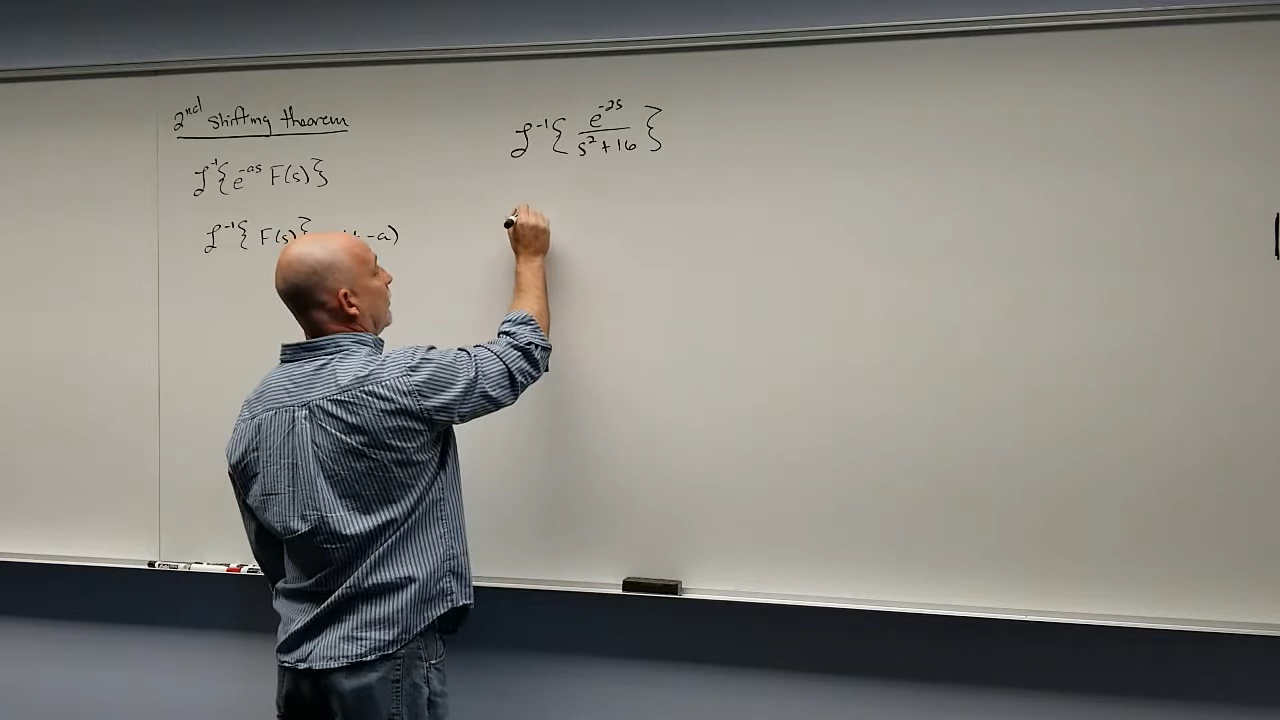 2nd shifting theorem
ℒ⁻¹{e⁻ᵃˢ F(s)}
ℒ⁻¹{F(s)} -a)
ℒ⁻¹{ e⁻²ˢ / s²+16 }